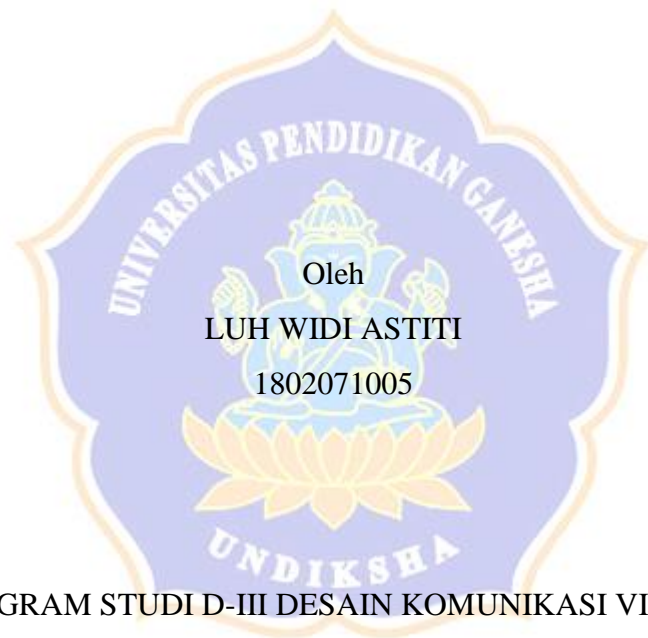 UNIVERSITAS PENDIDIKAN GANESHA
Oleh
LUH WIDI ASTITI
1802071005
UNDIKSHA
GRAM STUDI D-III DESAIN KOMUNIKASI VI